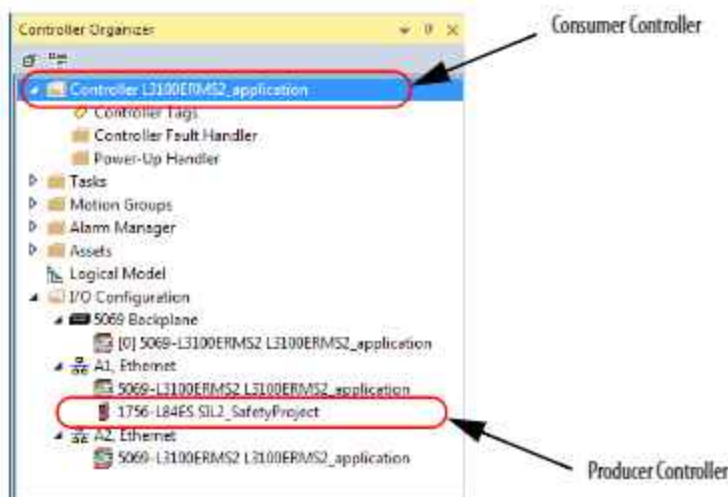 Controller Organizer
Consumer Controller
Controller L3100ERMS2_application
Controller Tags
Controller Fault Handler
Power-Up Handler
Tasks
Motion Groups
Alarm Manager
Assets
Logical Model
I/O Configuration
5069 Backplane
[0] 5069-L3100ERMS2 L3100ERMS2_application
A1, Ethernet
5069-L3100ERMS2 L3100ERMS2_application
1756-L84ES SIL2_SafetyProject
A2, Ethernet
5069-L3100ERMS2 L3100ERMS2_application
Producer Controller